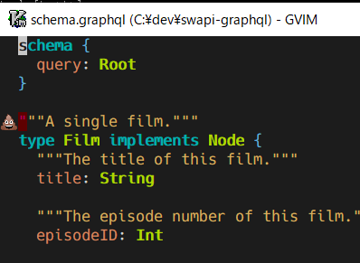 schema.graphql (C:¥dev¥swapi-graphql) - GVIM
schema {
  query: Root
}
"""A single film."""
type Film implements Node {
  """The title of this film."""
  title: String
  """The episode number of this film."
  episodeID: Int